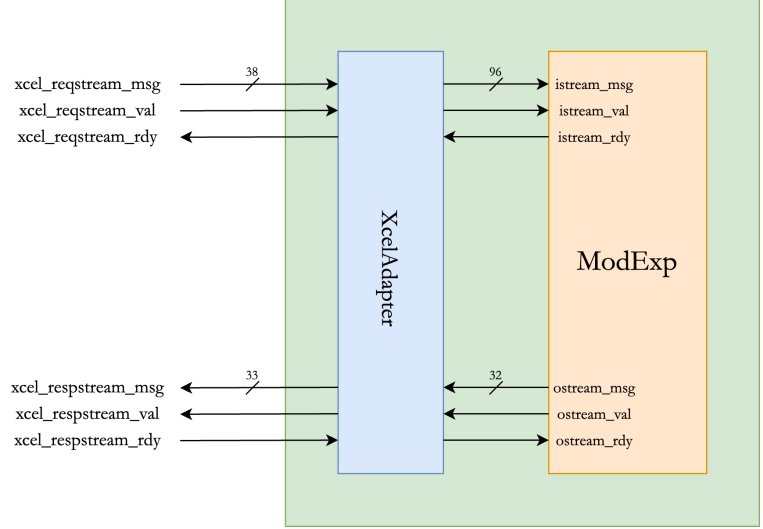 xcel_reqstream_msg 38 96 istream_msg
xcel_reqstream_val istream_val
xcel_reqstream_rdy istream_rdy
XcelAdapter
ModExp
xcel_respstream_msg 33 32 ostream_msg
xcel_respstream_val ostream_val
xcel_respstream_rdy ostream_rdy